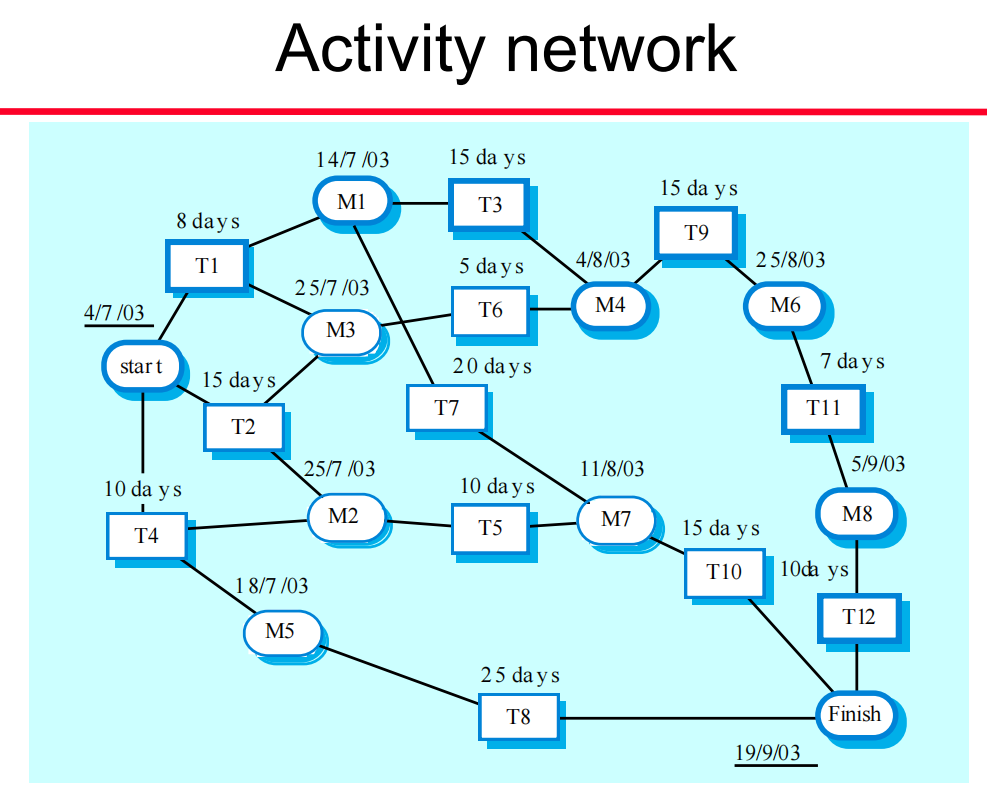 Activity network
14/7/03
15 days
M1
T3
15 days
T9
8 days
T1
4/8/03
25/8/03
5 days
25/7/03
M4
M6
T6
M3
4/7/03
start
15 days
20 days
7 days
T7
T11
T2
25/7/03
11/8/03
5/9/03
10 days
10 days
M2
M7
M8
T5
15 days
T4
T10
10 days
18/7/03
T12
M5
25 days
T8
Finish
19/9/03